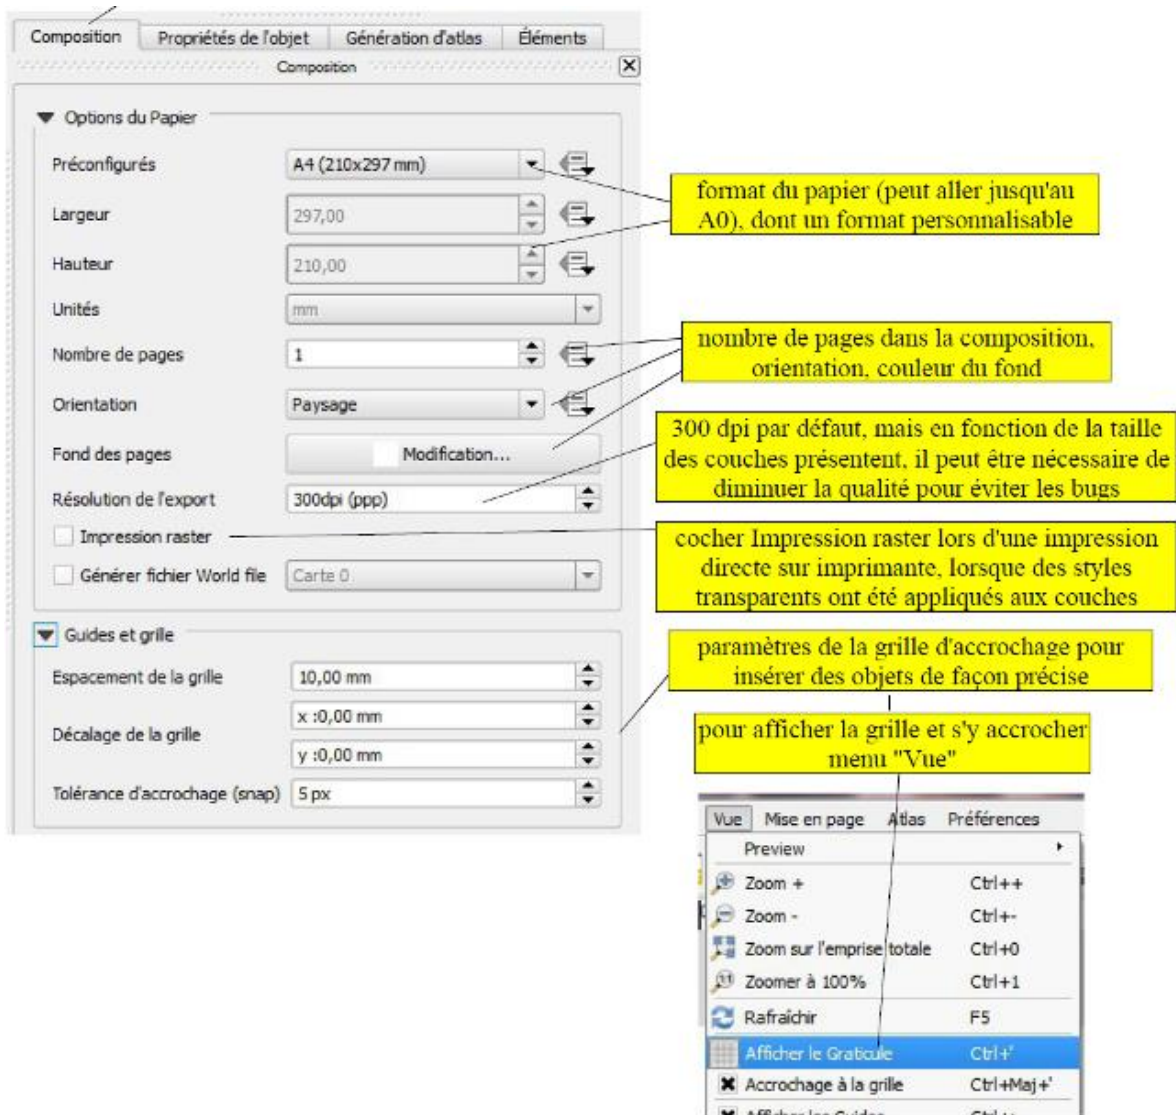 Composition Propriétés de l'objet Génération d'atlas Éléments
Composition
Options du Papier
Préconfigurés A4 (210x297 mm)
Largeur 297,00
Hauteur 210,00
Unités mm
Nombre de pages 1
Orientation Paysage
Fond des pages Modification...
Résolution de l'export 300dpi (ppp)
Impression raster
Générer fichier World file Carte 0
Guides et grille
Espacement de la grille 10,00 mm
Décalage de la grille
x :0,00 mm
y :0,00 mm
Tolérance d'accrochage (snap) 5 px
format du papier (peut aller jusqu'au
A0), dont un format personnalisable
nombre de pages dans la composition,
orientation, couleur du fond
300 dpi par défaut, mais en fonction de la taille
des couches présentent, il peut être nécessaire de
diminuer la qualité pour éviter les bugs
cocher Impression raster lors d'une impression
directe sur imprimante, lorsque des styles
transparents ont été appliqués aux couches
paramètres de la grille d'accrochage pour
insérer des objets de façon précise
pour afficher la grille et s'y accrocher
menu "Vue"
Vue Mise en page Atlas Préférences
Preview
Zoom + Ctrl++
Zoom - Ctrl+-
Zoom sur l'emprise totale Ctrl+0
1:1 Zoomer à 100% Ctrl+1
Rafraîchir F5
Afficher le Graticule Ctrl+'
Accrochage à la grille Ctrl+Maj+'
Afficher les Guides